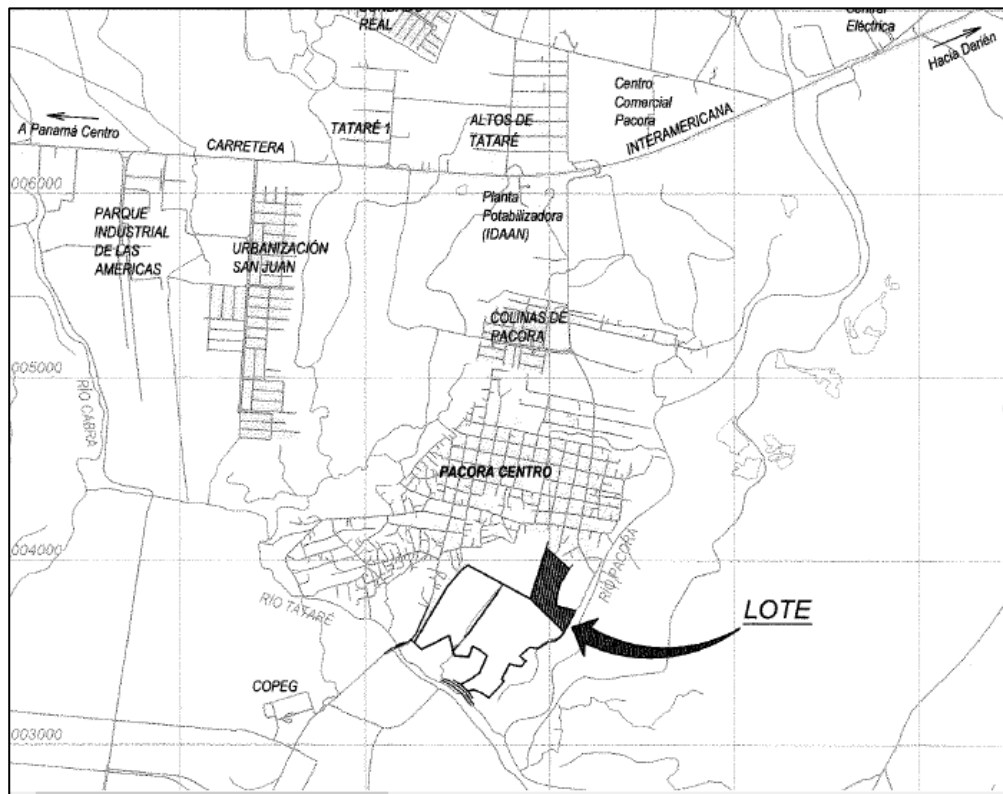 REAL
Central
Eléctrica
Hacia Darién
A Panamá Centro
CARRETERA
TATARÉ 1
ALTOS DE
TATARÉ
Centro
Comercial
Pacora
INTERAMERICANA
006000
PARQUE
INDUSTRIAL
DE LAS
AMERICAS
URBANIZACIÓN
SAN JUAN
Planta
Potabilizadora
(IDAAN)
COLINAS DE
PACORA
005000
RÍO CABRA
PACORA CENTRO
004000
RÍO PACORA
RÍO TATARÉ
LOTE
COPEG
003000